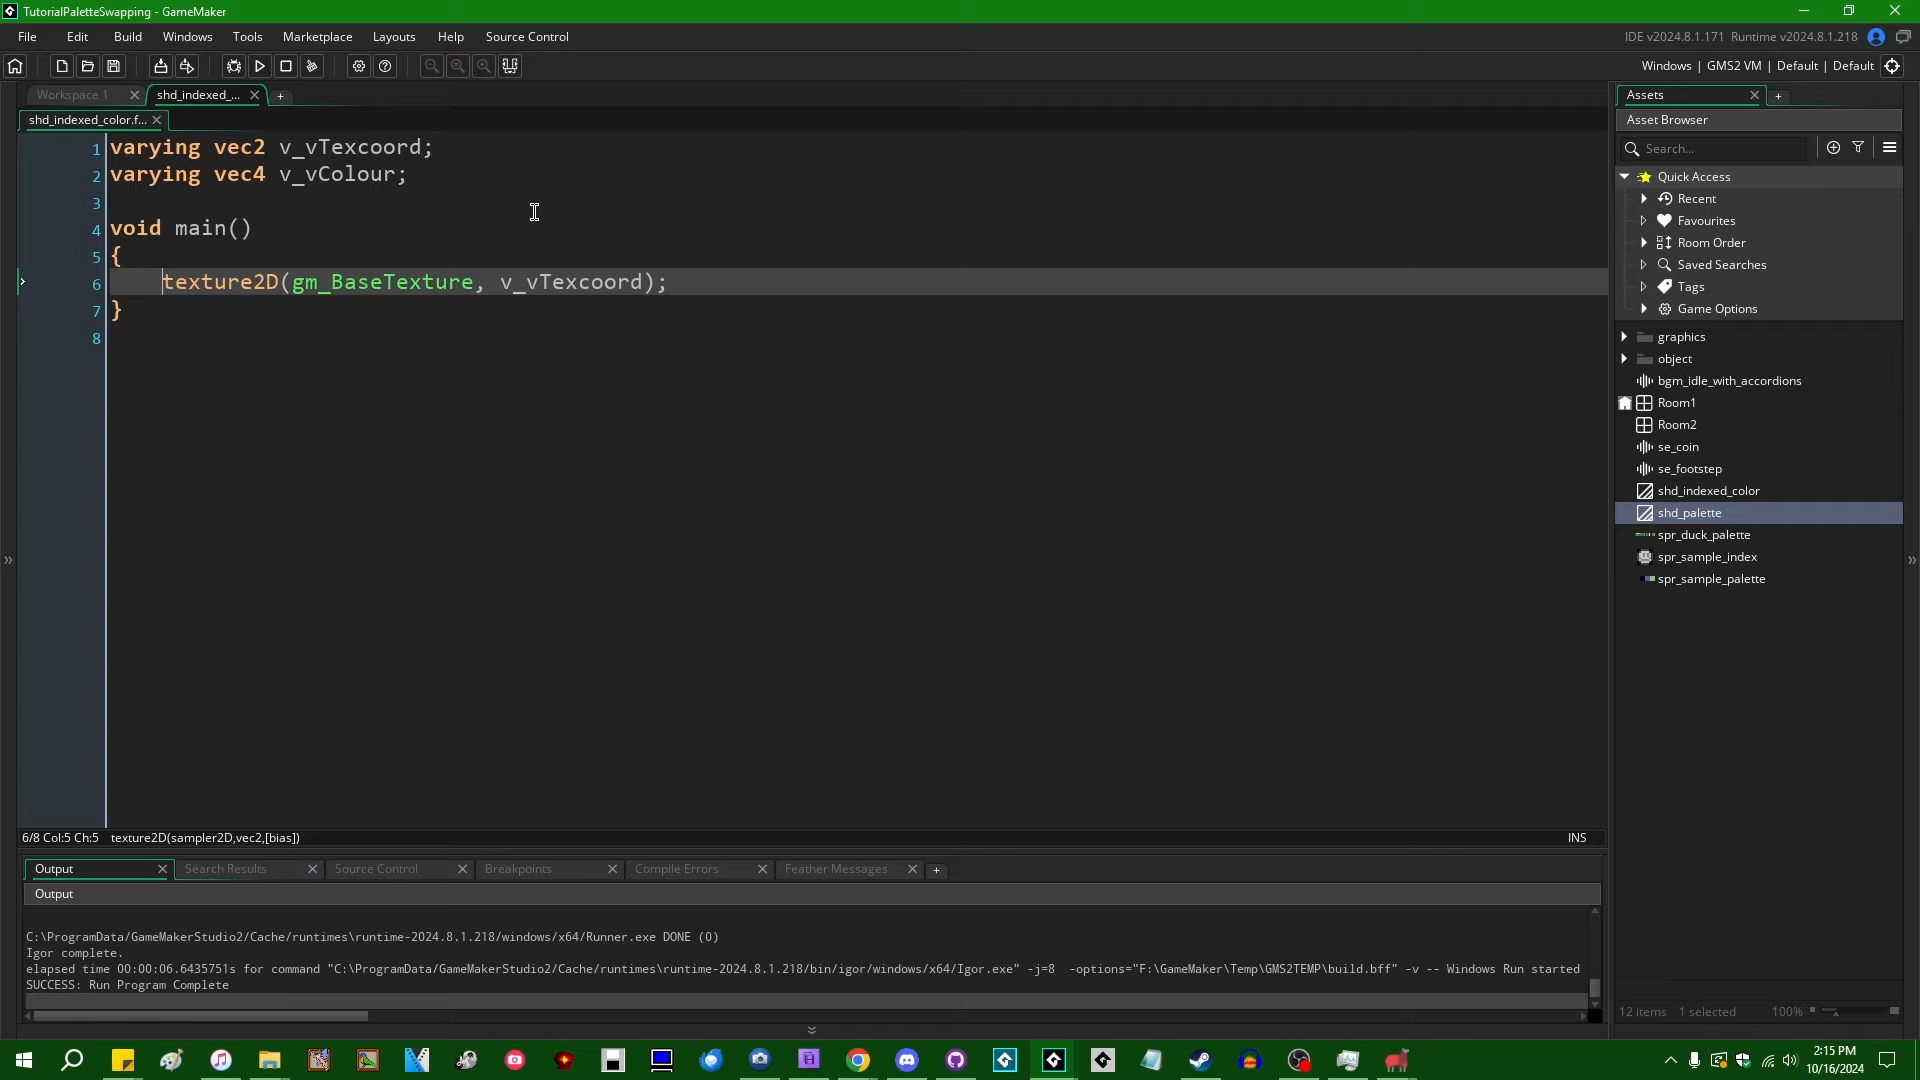 TutorialPaletteSwapping - GameMaker
File Edit Build Windows Tools Marketplace Layouts Help Source Control
IDE v2024.8.1.171 Runtime v2024.8.1.218
Windows | GMS2 VM | Default | Default
Workspace 1
shd_indexed_...
shd_indexed_color.f...
1 varying vec2 v_vTexcoord;
2 varying vec4 v_vColour;
3
4 void main()
5 {
6 texture2D(gm_BaseTexture, v_vTexcoord);
7 }
8
6/8 Col:5 Ch:5 texture2D(sampler2D,vec2,[bias])
INS
Output Search Results Source Control Breakpoints Compile Errors Feather Messages
Output
C:\ProgramData/GameMakerStudio2/Cache/runtimes\runtime-2024.8.1.218/windows/x64/Runner.exe DONE (0)
Igor complete.
elapsed time 00:00:06.6435751s for command "C:\ProgramData/GameMakerStudio2/Cache/runtimes\runtime-2024.8.1.218/bin/igor/windows/x64/Igor.exe" -j=8 -options="F:\GameMaker\Temp\GMS2TEMP\build.bff" -v -- Windows Run started
SUCCESS: Run Program Complete
Assets
Asset Browser
Search...
Quick Access
Recent
Favourites
Room Order
Saved Searches
Tags
Game Options
graphics
object
bgm_idle_with_accordions
Room1
Room2
se_coin
se_footstep
shd_indexed_color
shd_palette
spr_duck_palette
spr_sample_index
spr_sample_palette
12 items 1 selected 100%
2:15 PM
10/16/2024